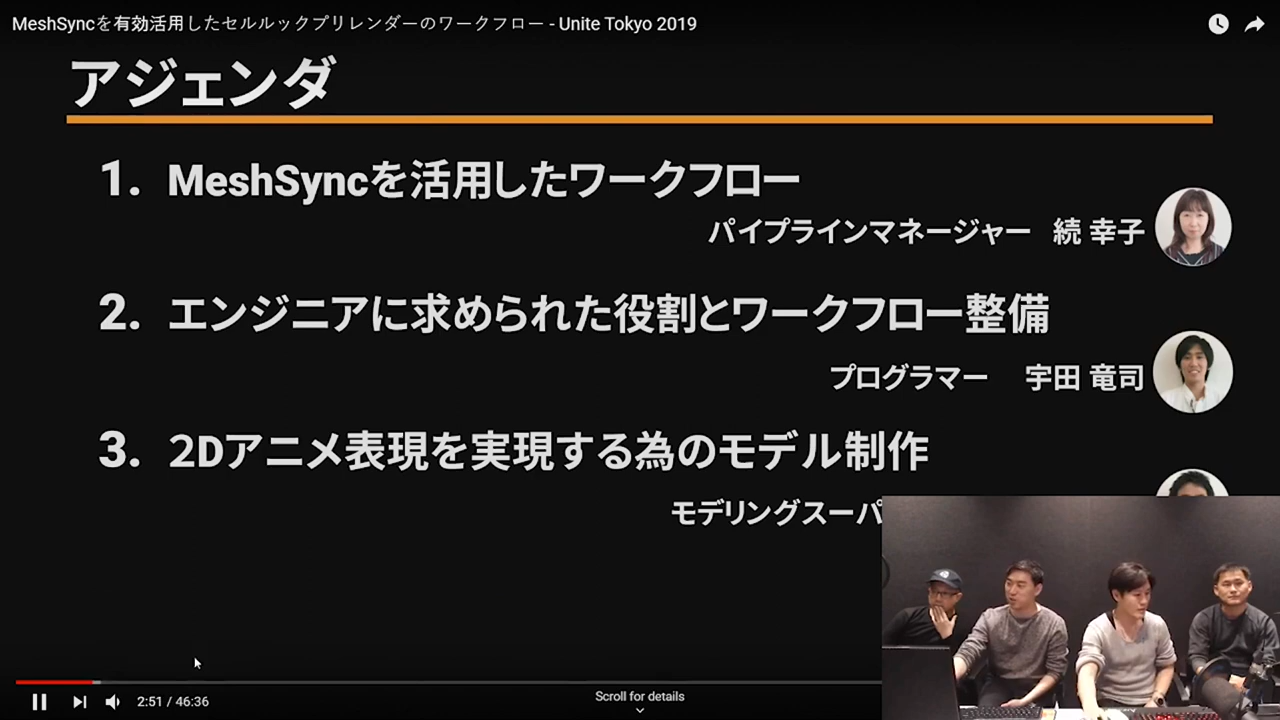 MeshSyncを有効活用したセルルックプリレンダーのワークフロー - Unite Tokyo 2019
アジェンダ
1. MeshSyncを活用したワークフロー
パイプラインマネージャー 続 幸子
2. エンジニアに求められた役割とワークフロー整備
プログラマー 宇田 竜司
3. 2Dアニメ表現を実現する為のモデル制作
モデリングスーパ
2:51 / 46:36
Scroll for details